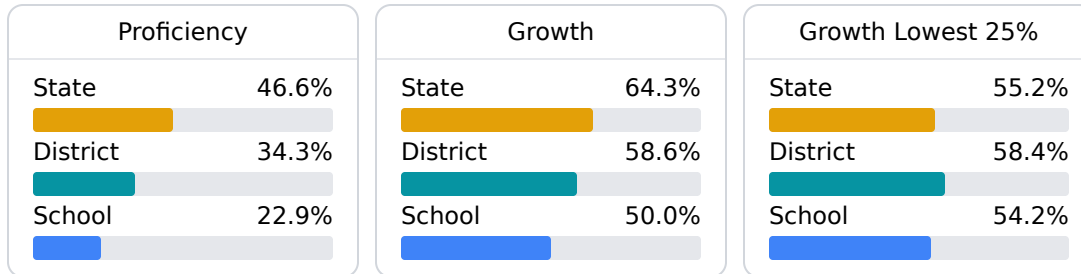 Proficiency
State 46.6%
District 34.3%
School 22.9%
Growth
State 64.3%
District 58.6%
School 50.0%
Growth Lowest 25%
State 55.2%
District 58.4%
School 54.2%